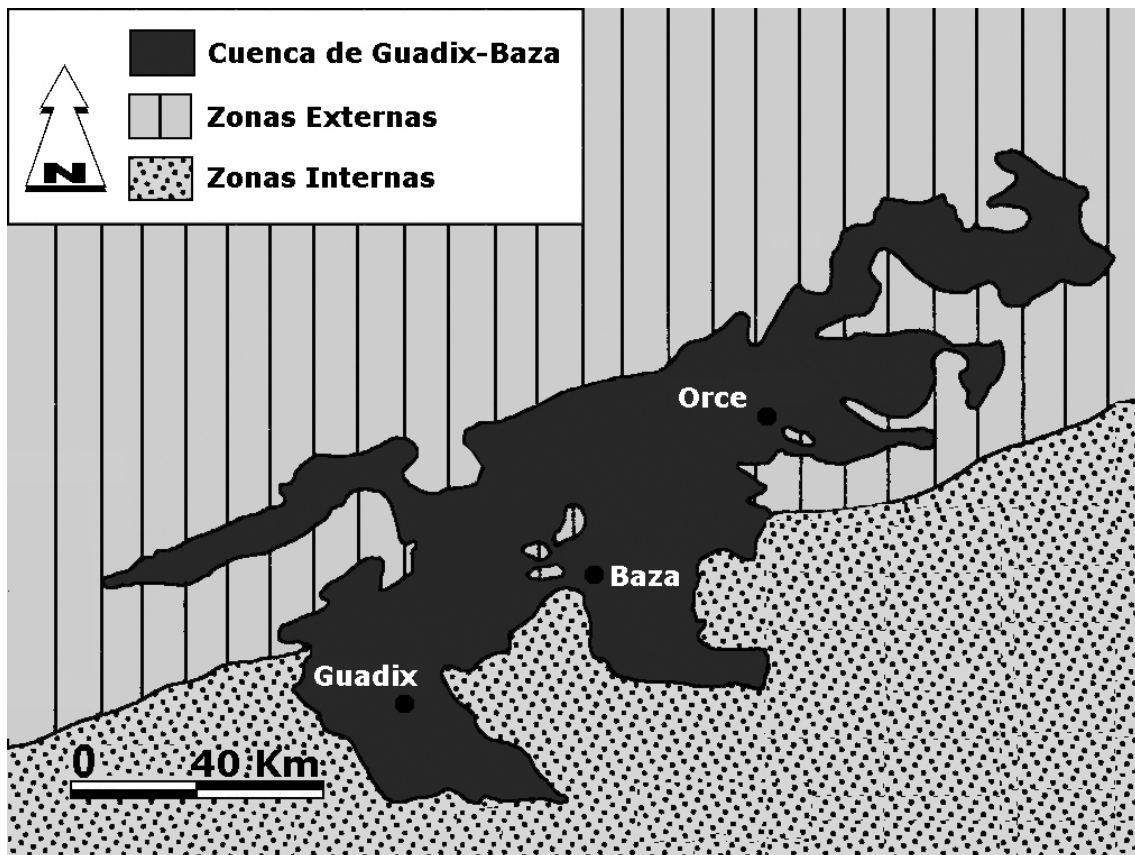 Cuenca de Guadix-Baza
Zonas Externas
Zonas Internas
N
Orce
Baza
Guadix
0 40 Km